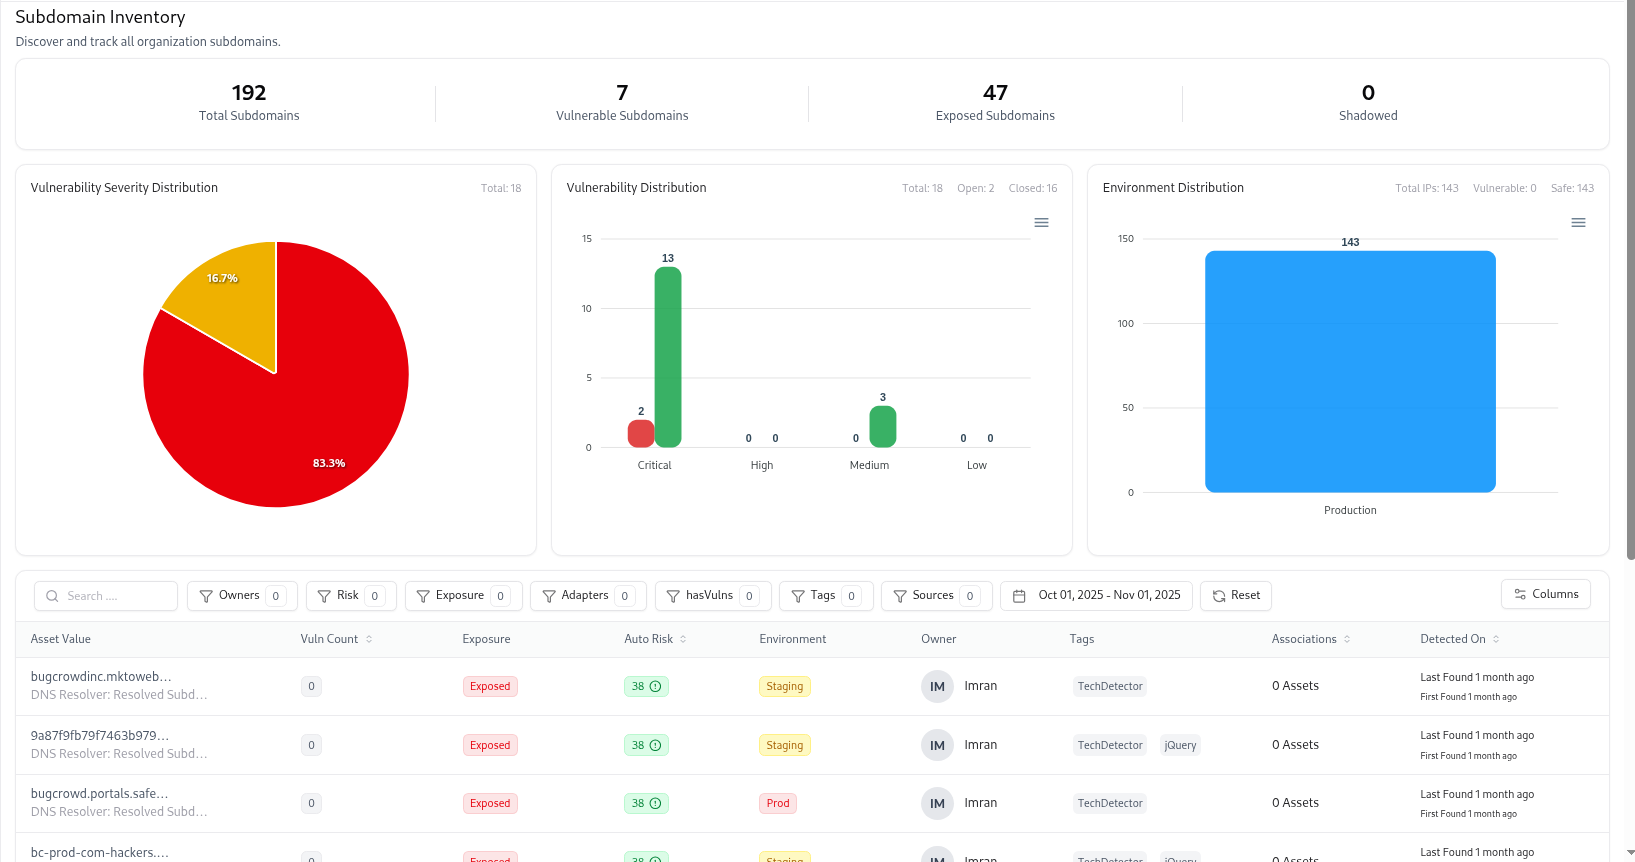 Subdomain Inventory
Discover and track all organization subdomains.
192
Total Subdomains
7
Vulnerable Subdomains
47
Exposed Subdomains
0
Shadowed
Vulnerability Severity Distribution
Total: 18
16.7%
83.3%
Vulnerability Distribution
Total: 18 Open: 2 Closed: 16
15
10
5
0
2
13
0
0
0
3
0
0
Critical
High
Medium
Low
Environment Distribution
Total IPs: 143 Vulnerable: 0 Safe: 143
150
100
50
0
143
Production
Search ....
Owners 0
Risk 0
Exposure 0
Adapters 0
hasVulns 0
Tags 0
Sources 0
Oct 01, 2025 - Nov 01, 2025
Reset
Columns
Asset Value Vuln Count Exposure Auto Risk Environment Owner Tags Associations Detected On
bugcrowdinc.mktoweb...
DNS Resolver: Resolved Subd...
0
Exposed
38
Staging
IM Imran
TechDetector
0 Assets
Last Found 1 month ago
First Found 1 month ago
9a87f9fb79f7463b979...
DNS Resolver: Resolved Subd...
0
Exposed
38
Staging
IM Imran
TechDetector jQuery
0 Assets
Last Found 1 month ago
First Found 1 month ago
bugcrowd.portals.safe...
DNS Resolver: Resolved Subd...
0
Exposed
38
Prod
IM Imran
TechDetector
0 Assets
Last Found 1 month ago
First Found 1 month ago
bc-prod-com-hackers....
0
Exposed
38
Staging
IM Imran
TechDetector jQuery
0 Assets
Last Found 1 month ago